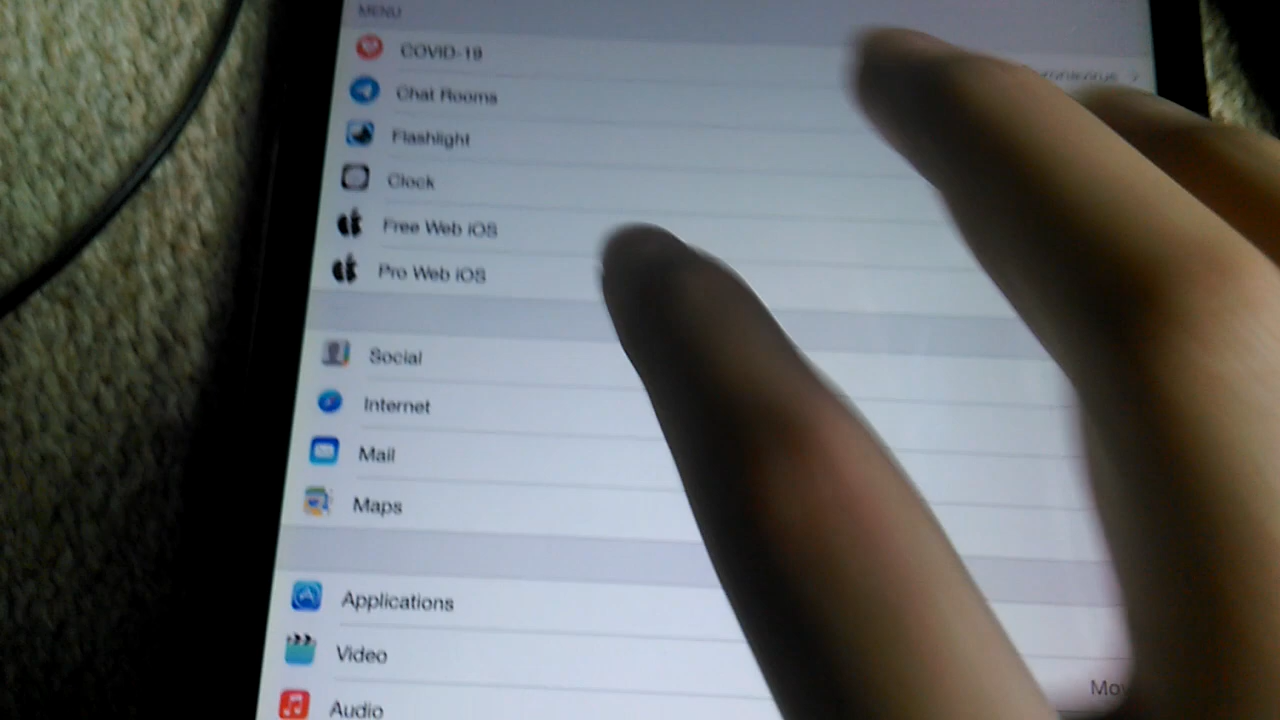 MENU
COVID-19
Chat Rooms
Flashlight
Clock
Free Web iOS
Pro Web iOS
Social
Internet
Mail
Maps
Applications
Video
Audio